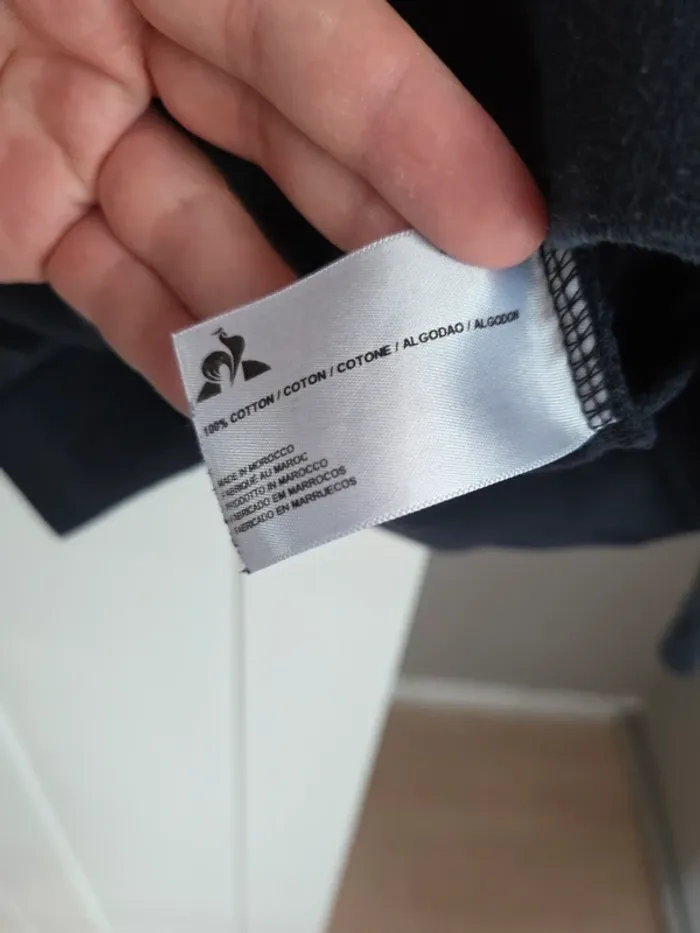 100% COTTON / COTON / COTONE / ALGODAO / ALGODON
MADE IN MOROCCO
FABRIQUÉ AU MAROC
PRODOTTO IN MAROCCO
FABRICADO EM MARROCOS
FABRICADO EN MARRUECOS